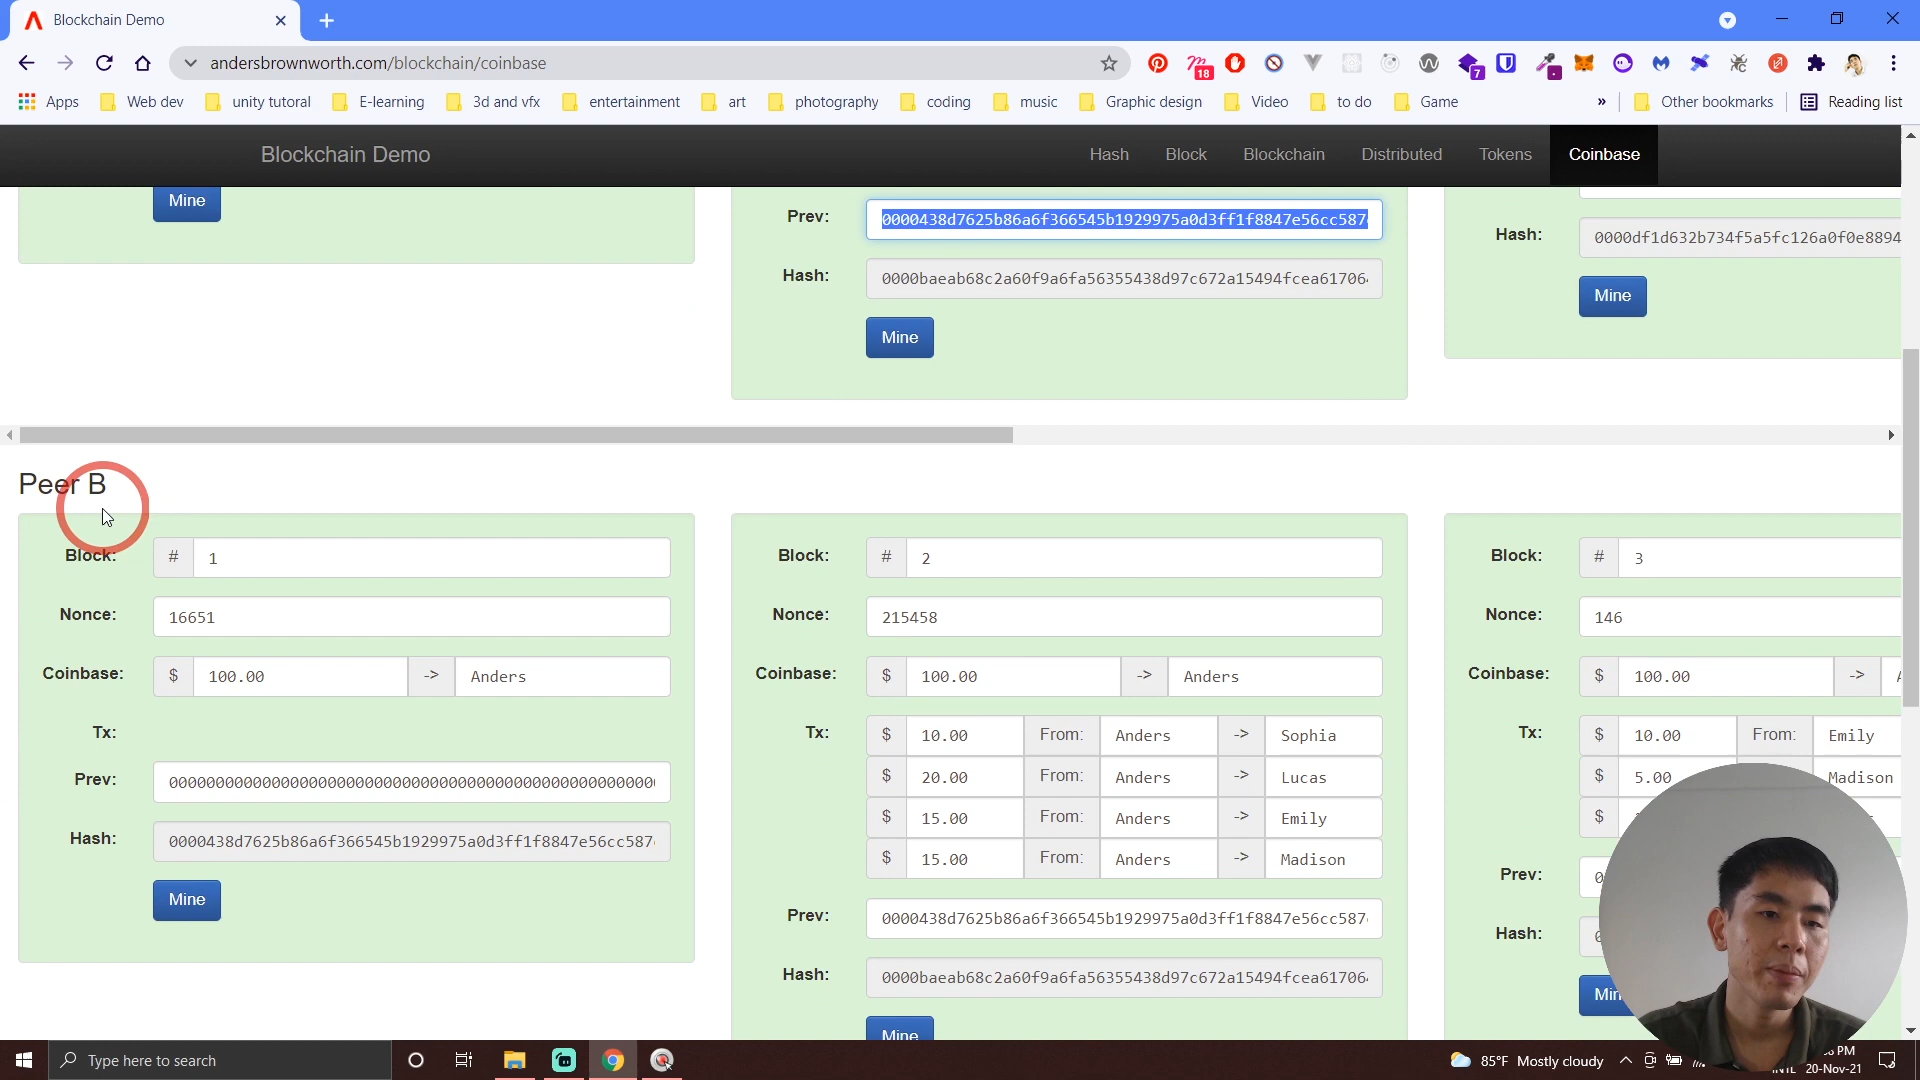 Blockchain Demo
andersbrownworth.com/blockchain/coinbase
18
7
Apps
Web dev
unity tutoral
E-learning
3d and vfx
entertainment
art
photography
coding
music
Graphic design
Video
to do
Game
»
Other bookmarks
Reading list
Blockchain Demo
Hash
Block
Blockchain
Distributed
Tokens
Coinbase
Mine
Prev:
0000438d7625b86a6f366545b1929975a0d3ff1f8847e56cc587
Hash:
0000baeab68c2a60f9a6fa56355438d97c672a15494fcea61706
Mine
Hash:
0000df1d632b734f5a5fc126a0f0e8894
Mine
Peer B
Block: # 1
Nonce: 16651
Coinbase: $ 100.00 -> Anders
Tx:
Prev: 000000000000000000000000000000000000000000000000000
Hash: 0000438d7625b86a6f366545b1929975a0d3ff1f8847e56cc587
Mine
Block: # 2
Nonce: 215458
Coinbase: $ 100.00 -> Anders
Tx: $ 10.00 From: Anders -> Sophia
$ 20.00 From: Anders -> Lucas
$ 15.00 From: Anders -> Emily
$ 15.00 From: Anders -> Madison
Prev: 0000438d7625b86a6f366545b1929975a0d3ff1f8847e56cc587
Hash: 0000baeab68c2a60f9a6fa56355438d97c672a15494fcea61706
Mine
Block: # 3
Nonce: 146
Coinbase: $ 100.00 ->
Tx: $ 10.00 From: Emily
$ 5.00 Madison
$
Prev:
Hash:
Type here to search
85°F Mostly cloudy
PM
20-Nov-21